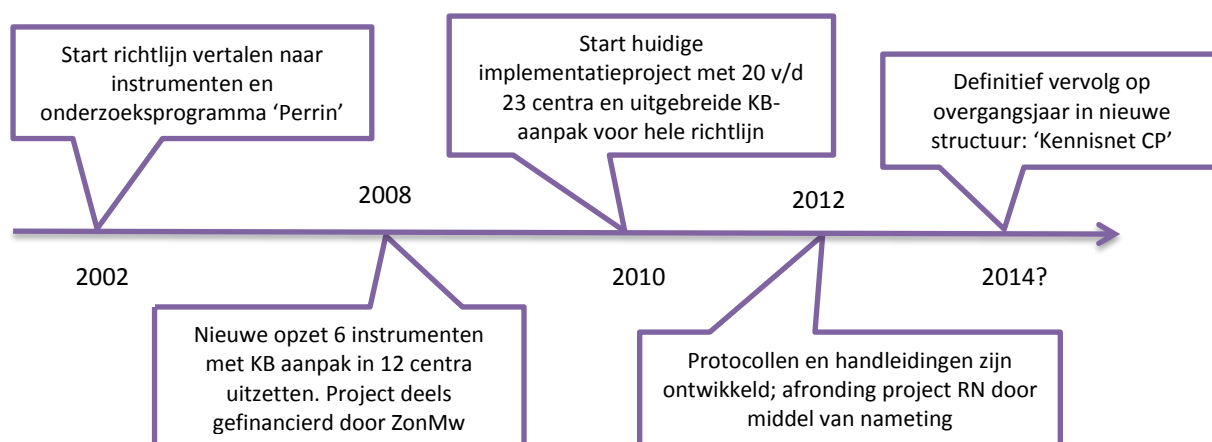 Start richtlijn vertalen naar
instrumenten en
onderzoeksprogramma ‘Perrin’
2002
2008
Nieuwe opzet 6 instrumenten
met KB aanpak in 12 centra
uitzetten. Project deels
gefinancierd door ZonMw
Start huidige
implementatieproject met 20 v/d
23 centra en uitgebreide KB-
aanpak voor hele richtlijn
2010
2012
Protocollen en handleidingen zijn
ontwikkeld; afronding project RN door
middel van nameting
Definitief vervolg op
overgangsjaar in nieuwe
structuur: ‘Kennisnet CP’
2014?